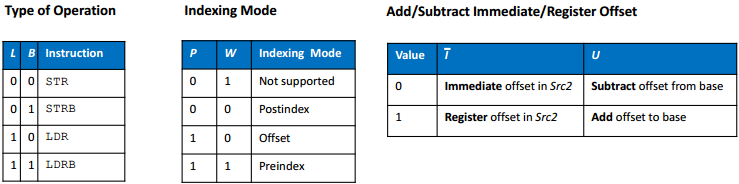 Type of Operation
L B Instruction
0 0 STR
0 1 STRB
1 0 LDR
1 1 LDRB
Indexing Mode
P W Indexing Mode
0 1 Not supported
0 0 Postindex
1 0 Offset
1 1 Preindex
Add/Subtract Immediate/Register Offset
Value I̅ U
0 Immediate offset in Src2 Subtract offset from base
1 Register offset in Src2 Add offset to base